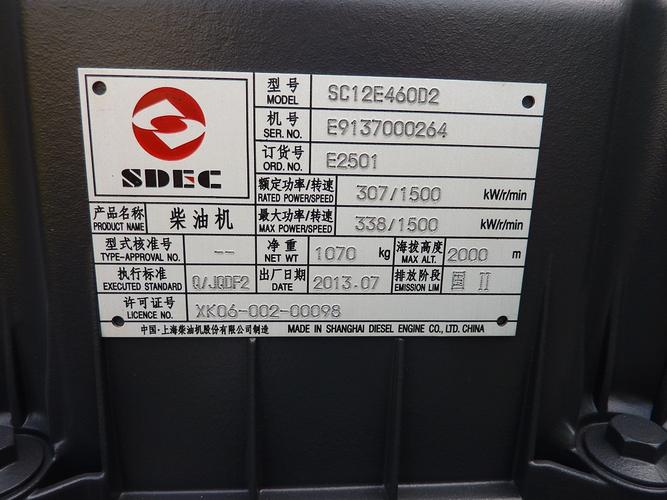 SDEC
型号 MODEL SC12E460D2
机号 SER. NO. E9137000264
订货号 ORD. NO. E2501
额定功率/转速 RATED POWER/SPEED 307/1500 kW/r/min
产品名称 PRODUCT NAME 柴油机
最大功率/转速 MAX POWER/SPEED 338/1500 kW/r/min
型式核准号 TYPE-APPROVAL NO. --
净重 NET WT 1070 kg
海拔高度 MAX ALT. 2000 m
执行标准 EXECUTED STANDARD Q/JQDF2
出厂日期 DATE 2013.07
排放阶段 EMISSION LIM 国 II
许可证号 LICENCE NO. XK06-002-00098
中国·上海柴油机股份有限公司制造 MADE IN SHANGHAI DIESEL ENGINE CO., LTD. CHINA